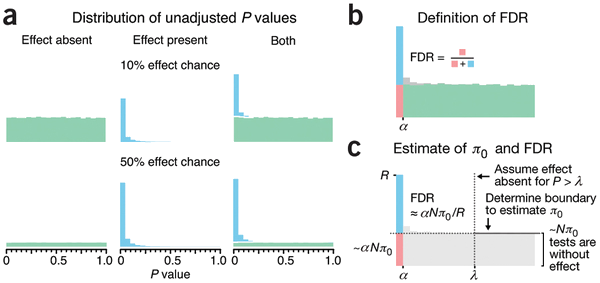 a
Distribution of unadjusted P values
Effect absent
Effect present
Both
10% effect chance
50% effect chance
0
0.5
1.0
0
0.5
1.0
0
0.5
1.0
P value
b
Definition of FDR
FDR =
+
α
c
Estimate of π0 and FDR
R
Assume effect
absent for P > λ
Determine boundary
to estimate π0
FDR
≈ αNπ0/R
~αNπ0
~Nπ0
tests are
without
effect
α
λ